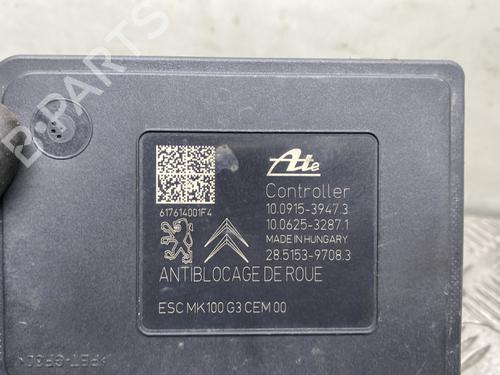 B-PARTS
Ate
Controller
10.0915-3947.3
10.0625-3287.1
MADE IN HUNGARY
28.5153-9708.3
617614001F4
ANTIBLOCAGE DE ROUE
ESC MK100 G3 CEM 00